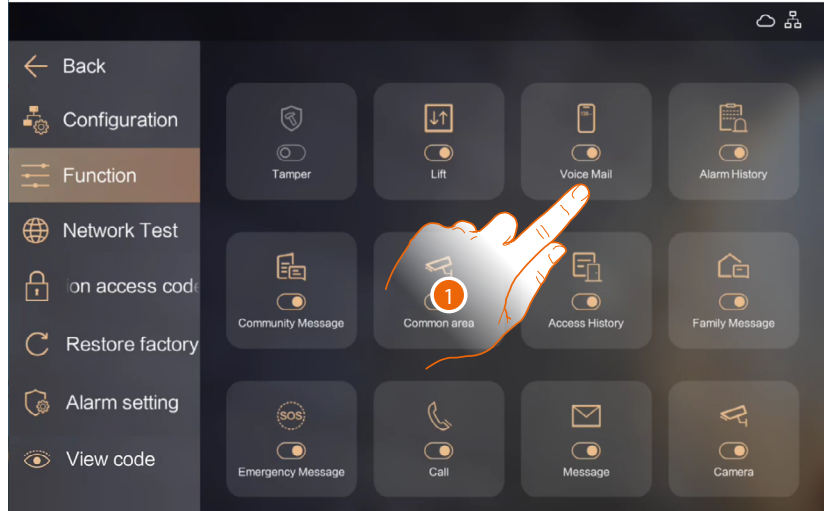 Back
Configuration
Function
Network Test
ion access code
Restore factory
Alarm setting
View code
Tamper
Lift
Voice Mail
Alarm History
Community Message
Common area
Access History
Family Message
SOS
Emergency Message
Call
Message
Camera
1